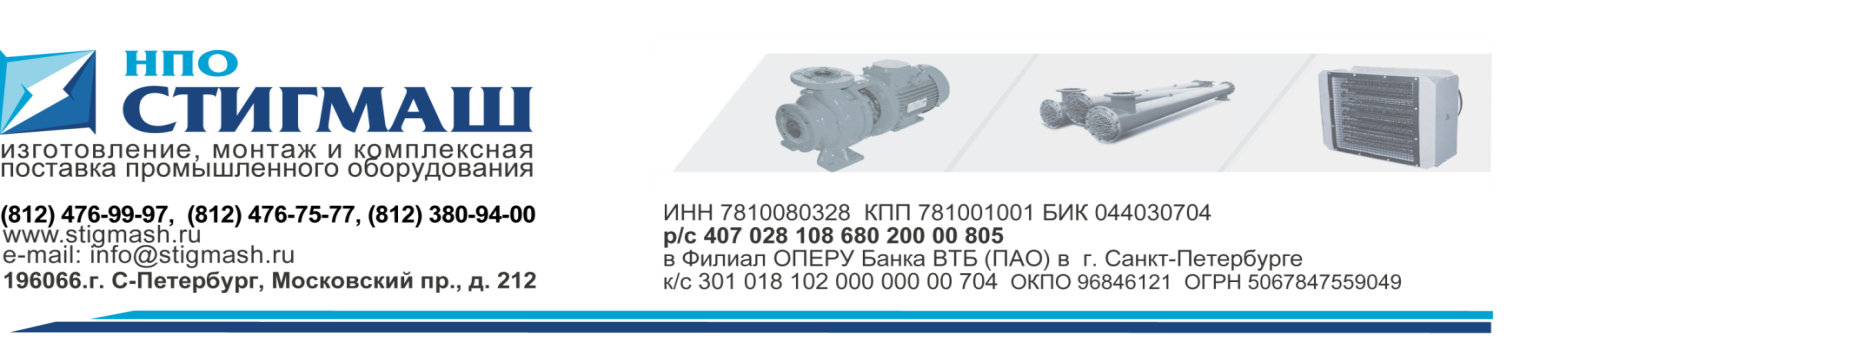 НПО
СТИГМАШ
изготовление, монтаж и комплексная
поставка промышленного оборудования
(812) 476-99-97, (812) 476-75-77, (812) 380-94-00
www.stigmash.ru
e-mail: info@stigmash.ru
196066.г. С-Петербург, Московский пр., д. 212
ИНН 7810080328 КПП 781001001 БИК 044030704
р/с 407 028 108 680 200 00 805
в Филиал ОПЕРУ Банка ВТБ (ПАО) в г. Санкт-Петербурге
к/с 301 018 102 000 000 00 704 ОКПО 96846121 ОГРН 5067847559049